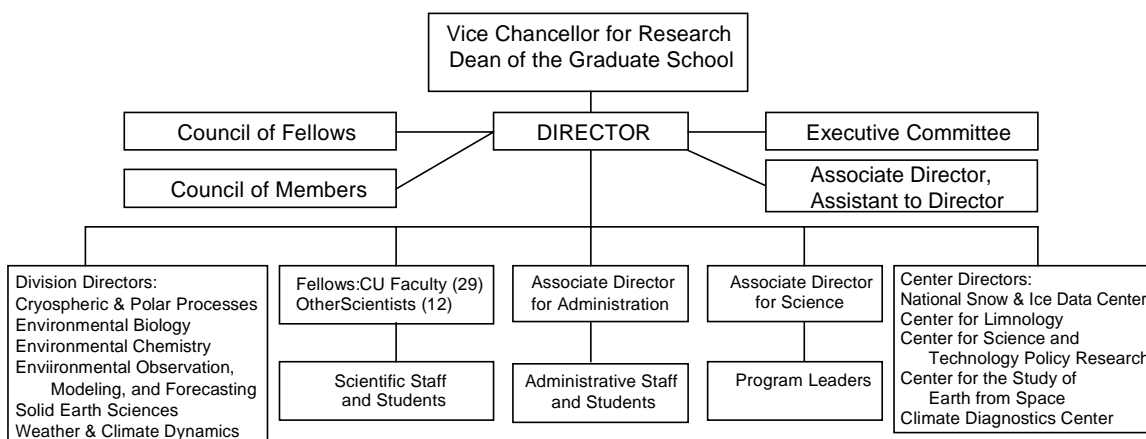 Vice Chancellor for Research
Dean of the Graduate School
Council of Fellows
DIRECTOR
Executive Committee
Council of Members
Associate Director,
Assistant to Director
Division Directors:
Cryospheric & Polar Processes
Environmental Biology
Environmental Chemistry
Enviironmental Observation,
Modeling, and Forecasting
Solid Earth Sciences
Weather & Climate Dynamics
Fellows:CU Faculty (29)
OtherScientists (12)
Scientific Staff
and Students
Associate Director
for Administration
Administrative Staff
and Students
Associate Director
for Science
Program Leaders
Center Directors:
National Snow & Ice Data Center
Center for Limnology
Center for Science and
Technology Policy Research
Center for the Study of
Earth from Space
Climate Diagnostics Center